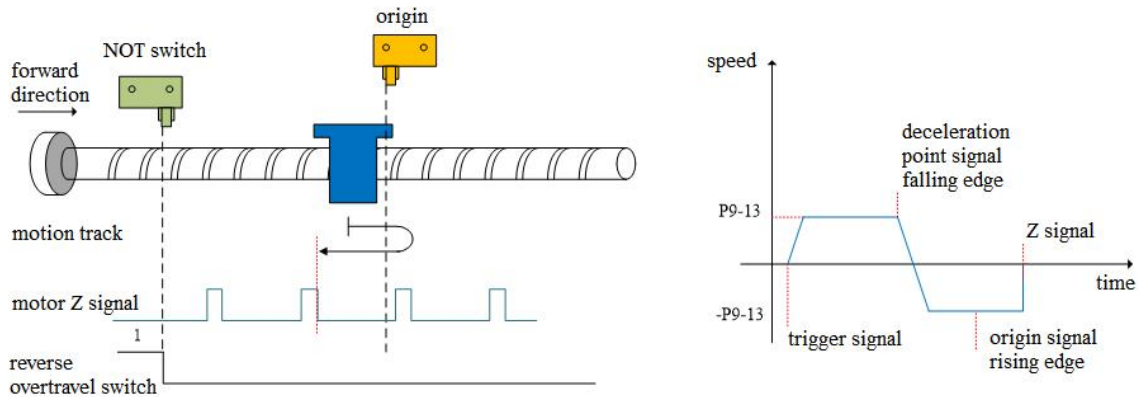 origin
NOT switch
forward
direction
motion track
motor Z signal
1
reverse
overtravel switch
speed
deceleration
point signal
falling edge
P9-13
Z signal
time
-P9-13
trigger signal
origin signal
rising edge